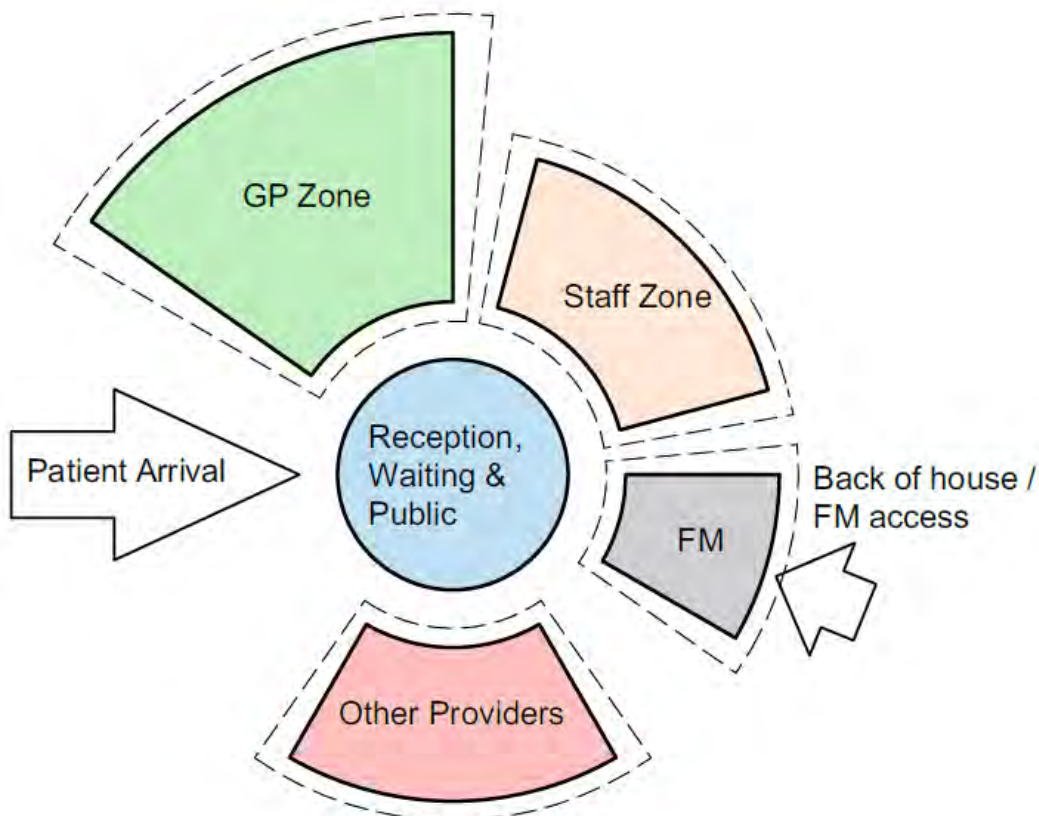 GP Zone
Staff Zone
Patient Arrival
Reception,
Waiting &
Public
Back of house /
FM access
FM
Other Providers